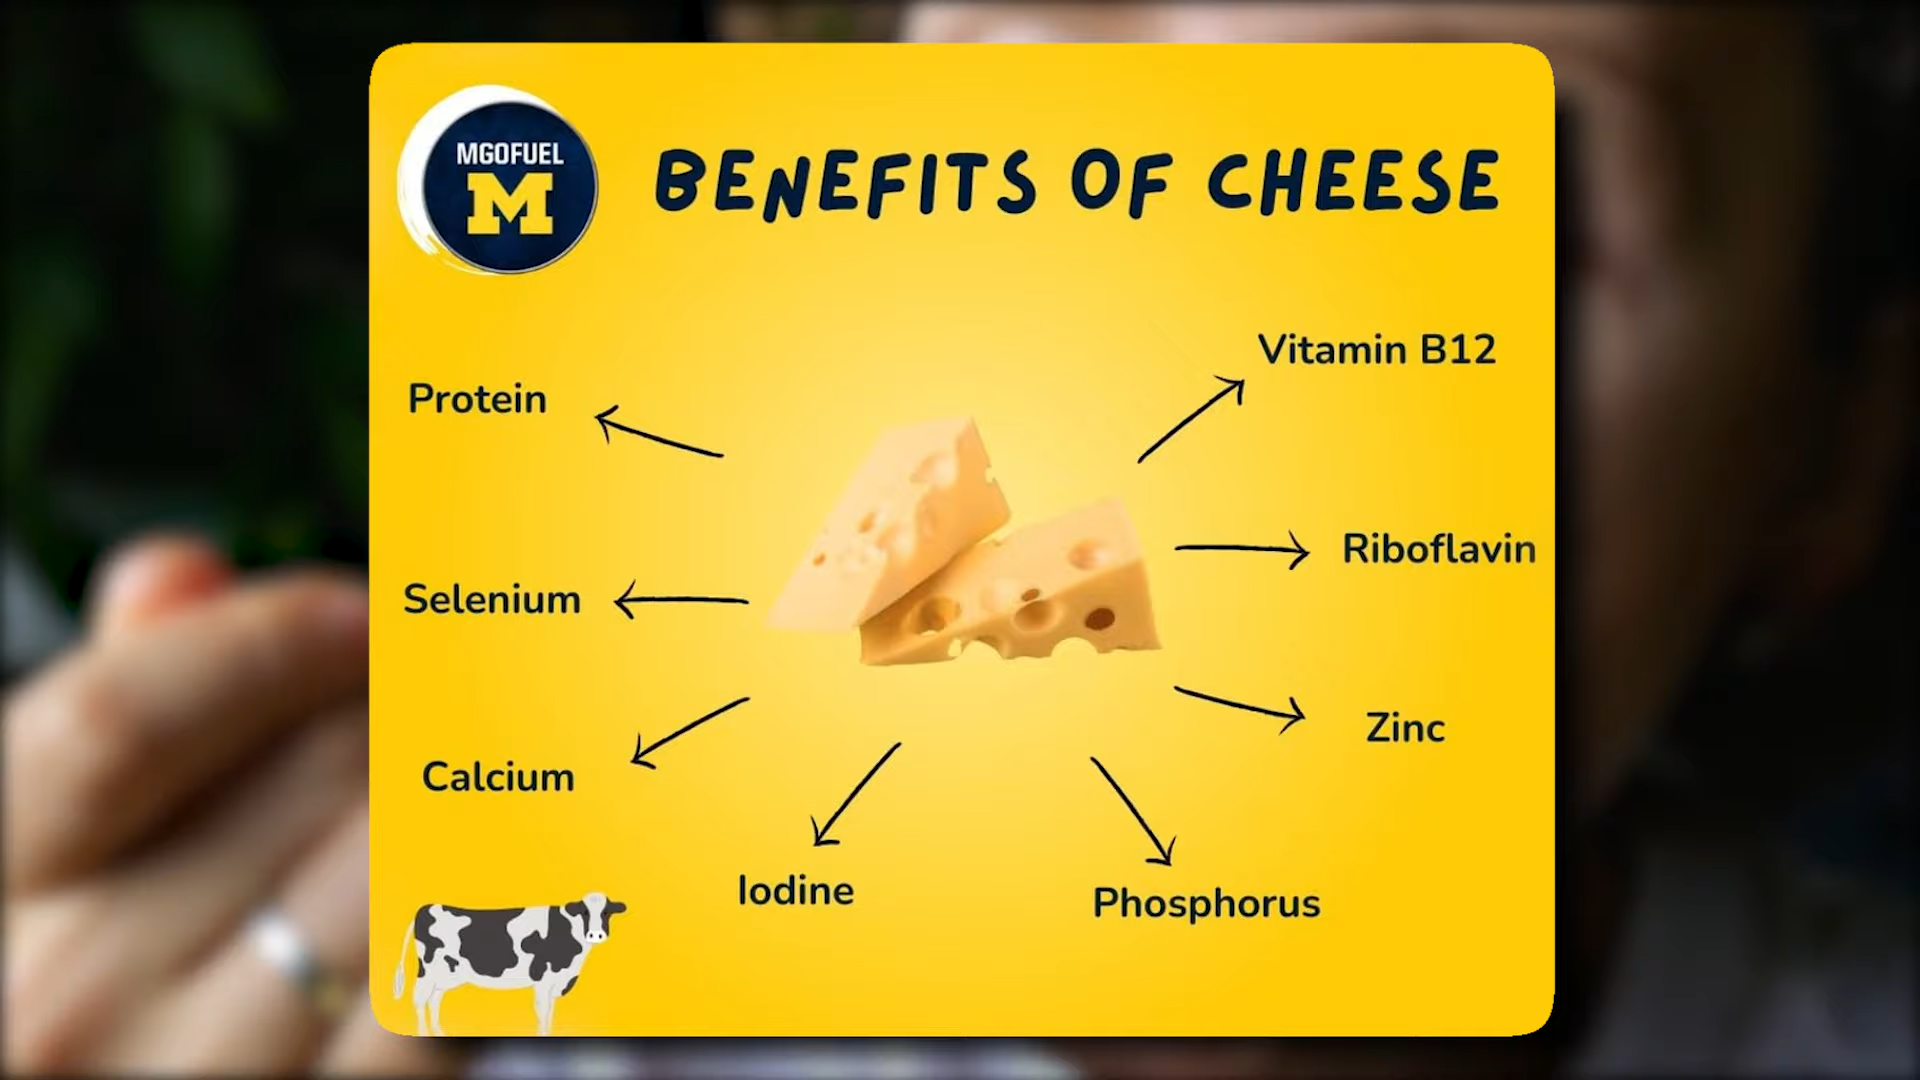 MGOFUEL
M
BENEFITS OF CHEESE
Vitamin B12
Protein
Riboflavin
Selenium
Zinc
Calcium
Iodine
Phosphorus